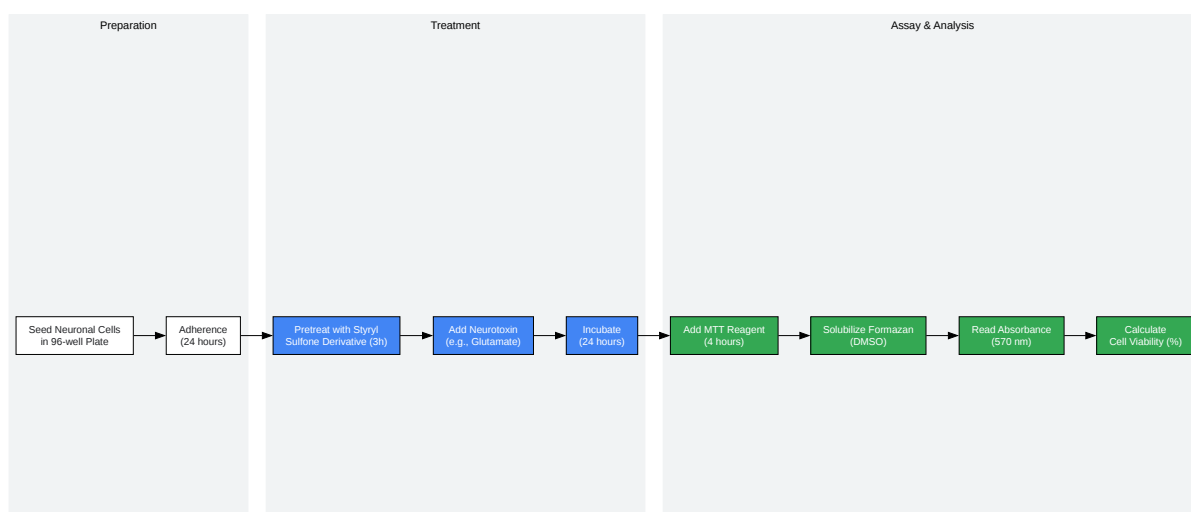 Preparation
Treatment
Assay & Analysis
Seed Neuronal Cells
in 96-well Plate
Adherence
(24 hours)
Pretreat with Styryl
Sulfone Derivative (3h)
Add Neurotoxin
(e.g., Glutamate)
Incubate
(24 hours)
Add MTT Reagent
(4 hours)
Solubilize Formazan
(DMSO)
Read Absorbance
(570 nm)
Calculate
Cell Viability (%)